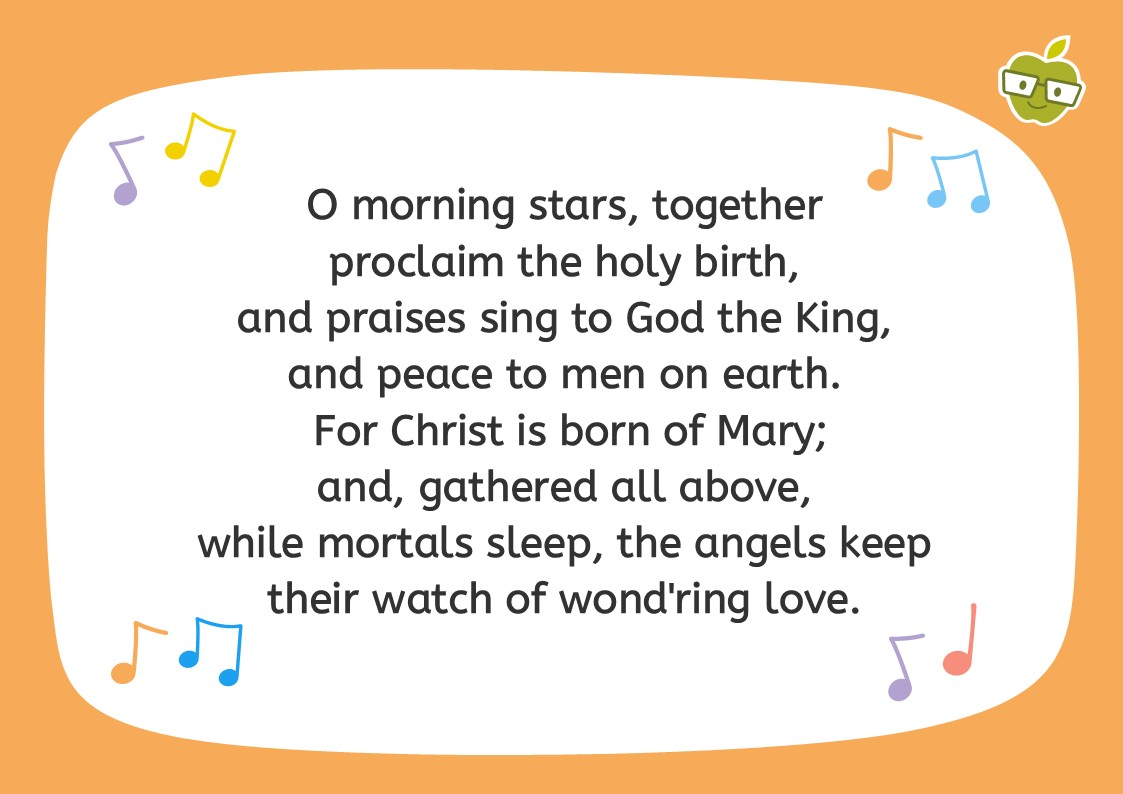 O morning stars, together
proclaim the holy birth,
and praises sing to God the King,
and peace to men on earth.
For Christ is born of Mary;
and, gathered all above,
while mortals sleep, the angels keep
their watch of wond'ring love.